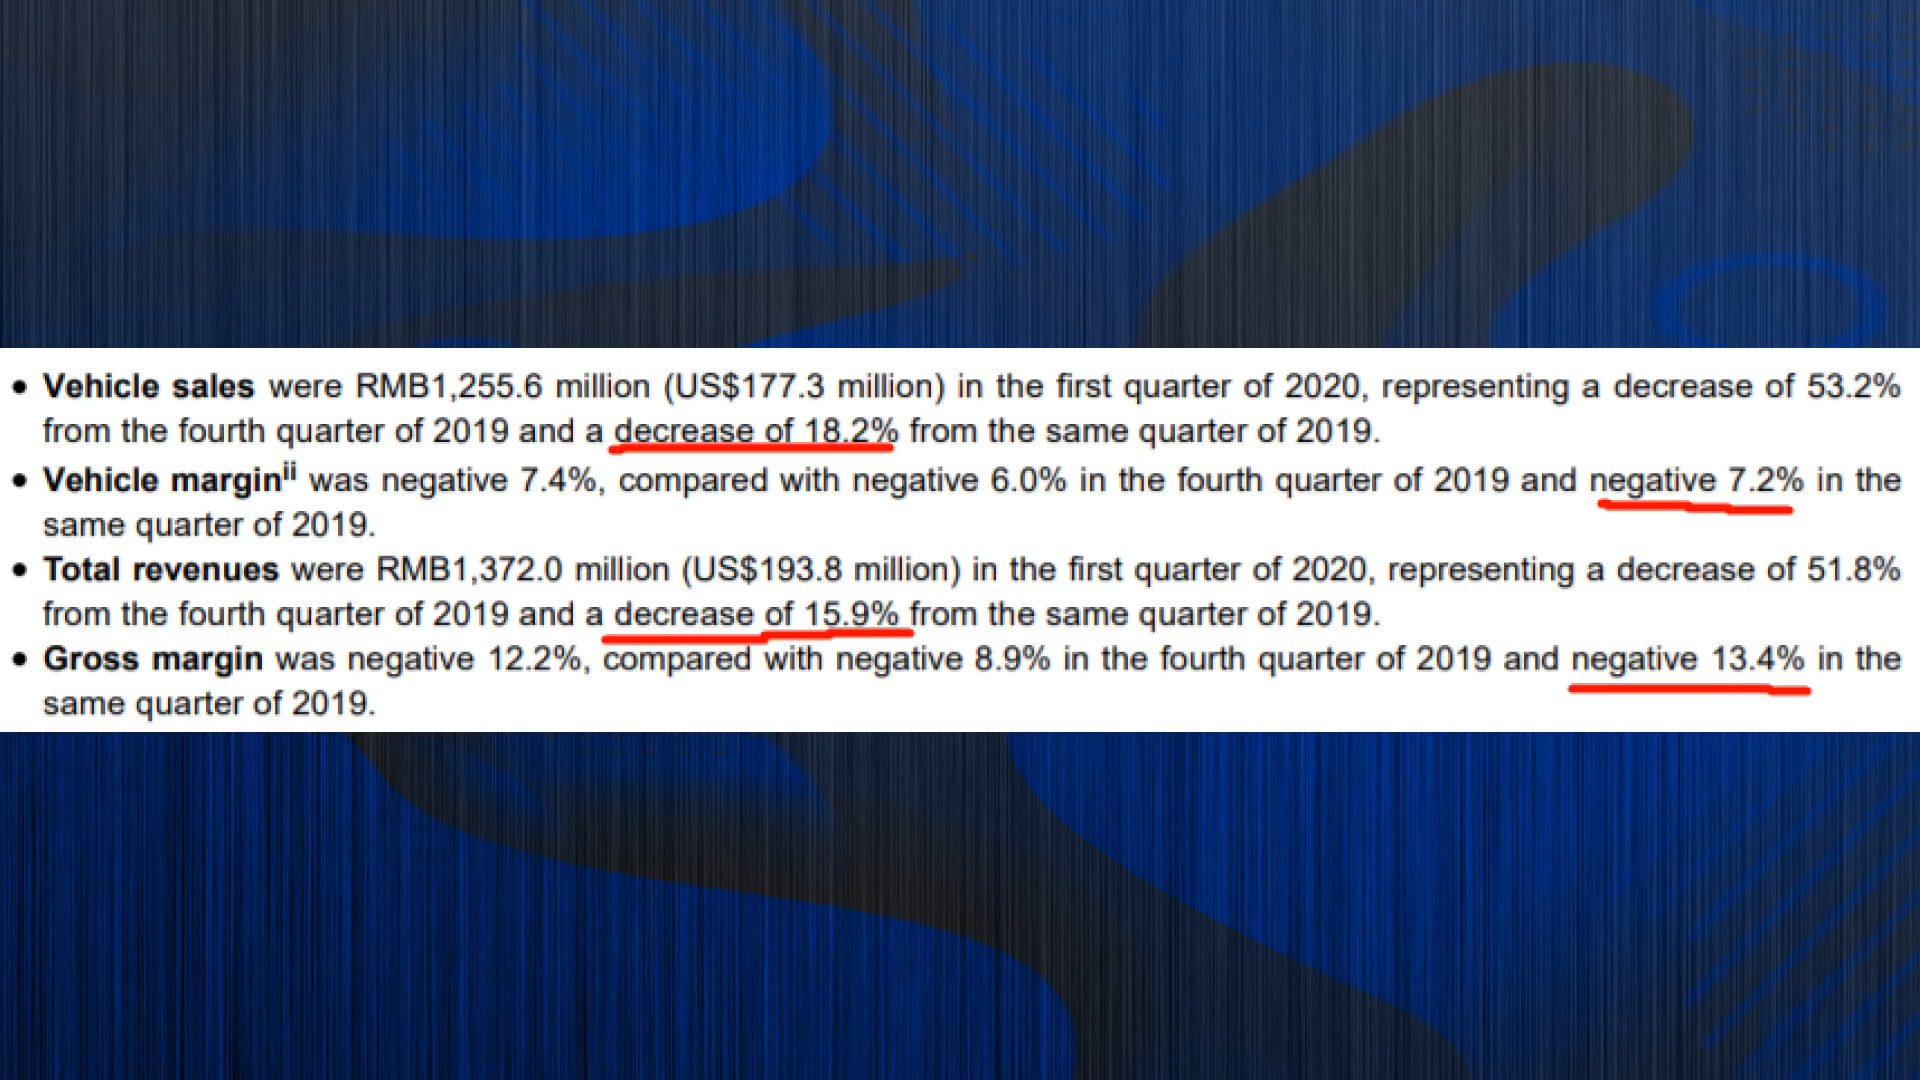 • Vehicle sales were RMB1,255.6 million (US$177.3 million) in the first quarter of 2020, representing a decrease of 53.2%
from the fourth quarter of 2019 and a decrease of 18.2% from the same quarter of 2019.
• Vehicle marginⁱⁱ was negative 7.4%, compared with negative 6.0% in the fourth quarter of 2019 and negative 7.2% in the
same quarter of 2019.
• Total revenues were RMB1,372.0 million (US$193.8 million) in the first quarter of 2020, representing a decrease of 51.8%
from the fourth quarter of 2019 and a decrease of 15.9% from the same quarter of 2019.
• Gross margin was negative 12.2%, compared with negative 8.9% in the fourth quarter of 2019 and negative 13.4% in the
same quarter of 2019.